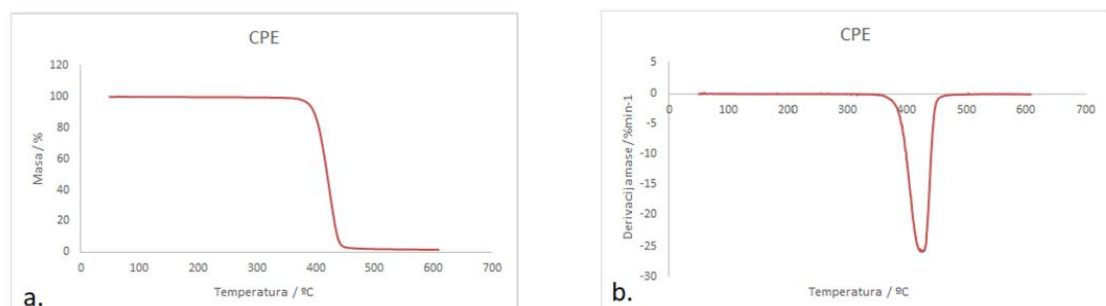 CPE
120
100
80
60
40
20
0
Masa / %
0 100 200 300 400 500 600 700
Temperatura / ºC
a.
CPE
5
0
-5
-10
-15
-20
-25
-30
Derivacijamase / %min-1
0 100 200 300 400 500 600 700
Temperatura / ºC
b.